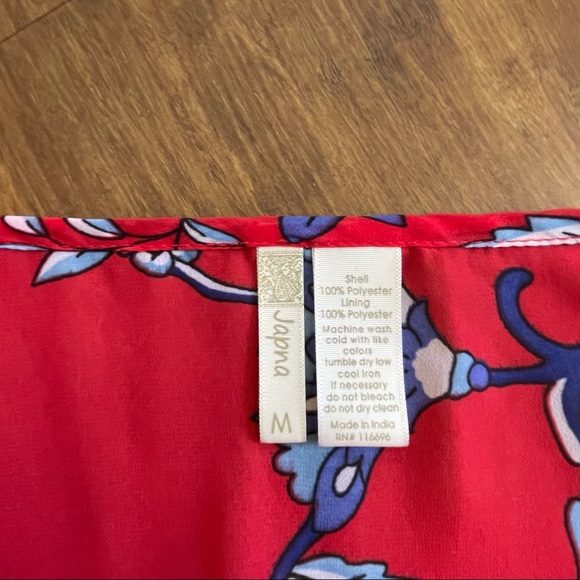 Japna
M
Shell
100% Polyester
Lining
100% Polyester
Machine wash
cold with like
colors
tumble dry low
cool iron
If necessary
do not bleach
do not dry clean
Made in India
RN# 116696